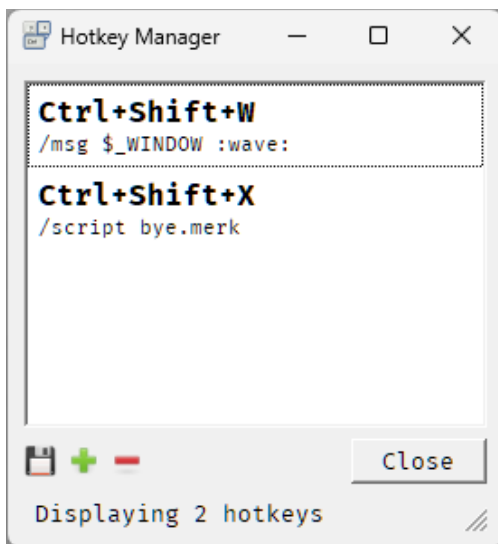 Hotkey Manager
Ctrl+Shift+W
/msg $_WINDOW :wave:
Ctrl+Shift+X
/script bye.merk
Close
Displaying 2 hotkeys